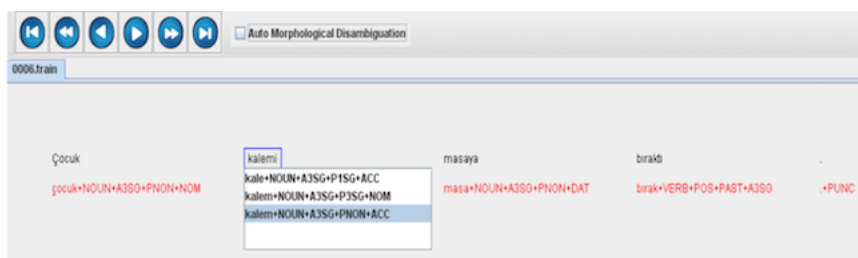 Auto Morphological Disambiguation
0006.train
Çocuk kalemi masaya bıraktı .
çocuk+NOUN+A3SG+PNON+NOM kale+NOUN+A3SG+P1SG+ACC masa+NOUN+A3SG+PNON+DAT bırak+VERB+POS+PAST+A3SG .+PUNC
kalem+NOUN+A3SG+P3SG+NOM
kalem+NOUN+A3SG+PNON+ACC